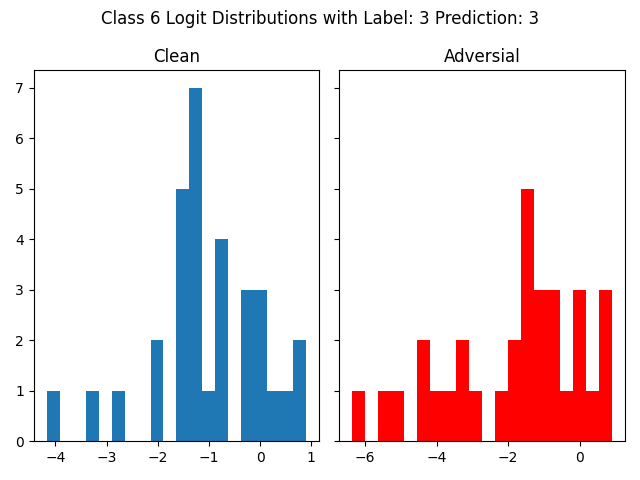 Class 6 Logit Distributions with Label: 3 Prediction: 3
Clean
Adversial
7
6
5
4
3
2
1
0
−4 −3 −2 −1 0 1
−6 −4 −2 0